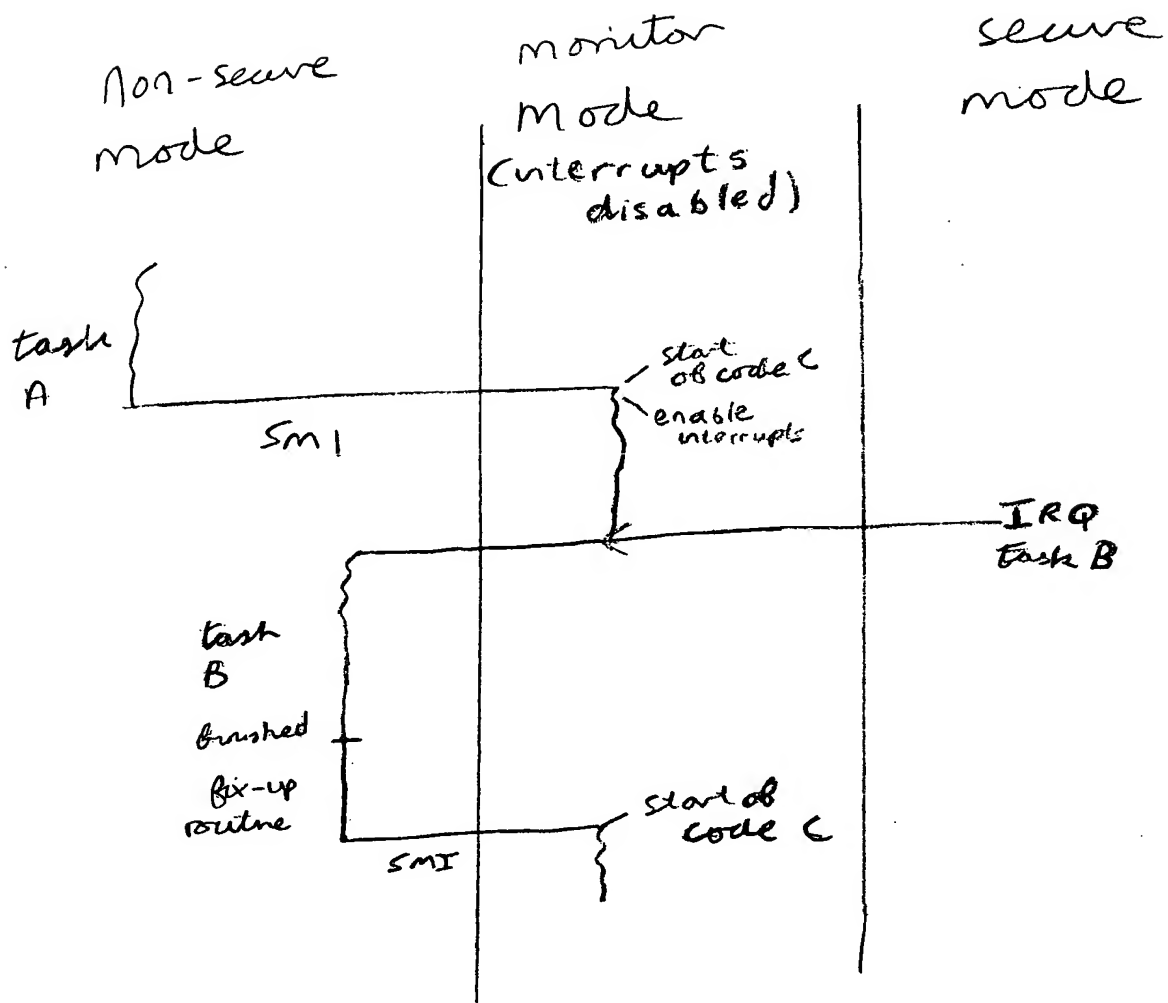 non-secure
mode
monitor
mode
(interrupts
disabled)
secure
mode
task
A
SMI
start
of code C
enable
interrupts
IRQ
task B
task
B
finished
fix-up
routine
SMI
start of
code C